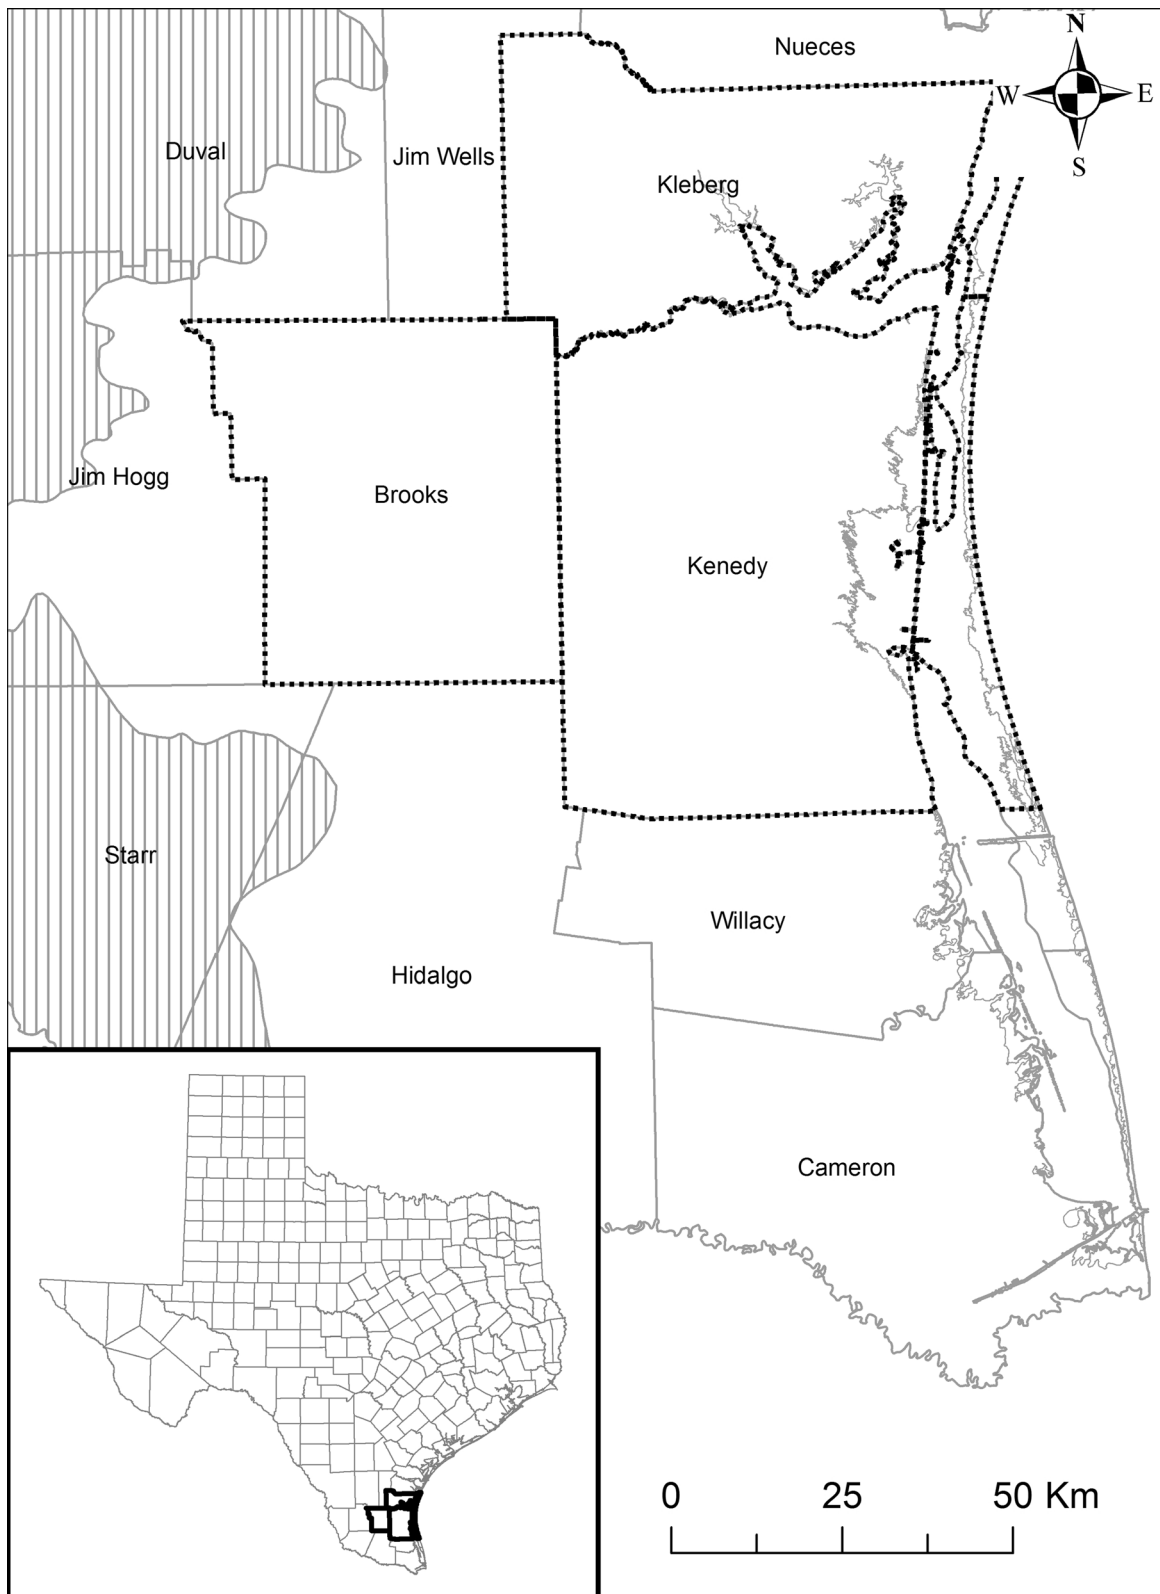 Nueces
N
W
E
S
Duval
Jim Wells
Kleberg
Jim Hogg
Brooks
Kenedy
Starr
Willacy
Hidalgo
Cameron
0 25 50 Km